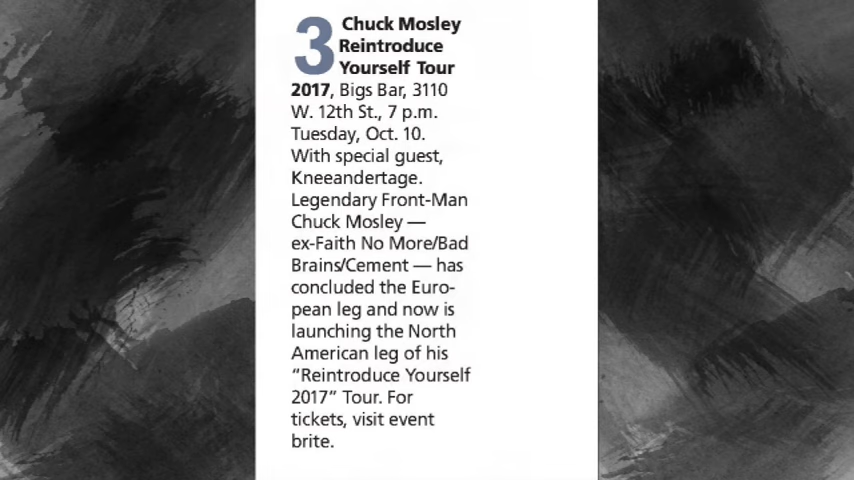 3 Chuck Mosley
Reintroduce
Yourself Tour
2017, Bigs Bar, 3110
W. 12th St., 7 p.m.
Tuesday, Oct. 10.
With special guest,
Kneeandertage.
Legendary Front-Man
Chuck Mosley —
ex-Faith No More/Bad
Brains/Cement — has
concluded the Euro-
pean leg and now is
launching the North
American leg of his
“Reintroduce Yourself
2017” Tour. For
tickets, visit event
brite.